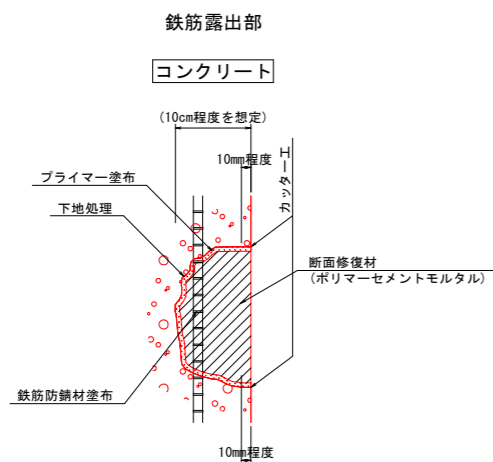 鉄筋露出部
コンクリート
(10cm程度を想定)
10mm程度
カッター工
プライマー塗布
下地処理
断面修復材
(ポリマーセメントモルタル)
鉄筋防錆材塗布
10mm程度